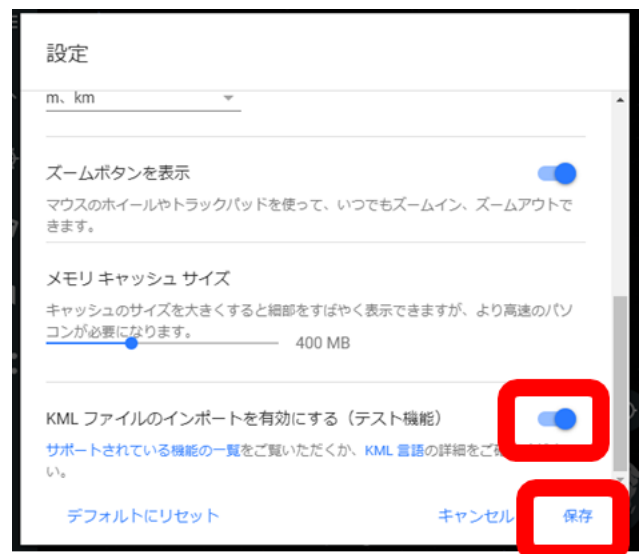 設定
m、km
ズームボタンを表示
マウスのホイールやトラックパッドを使って、いつでもズームイン、ズームアウトで
きます。
メモリ キャッシュ サイズ
キャッシュのサイズを大きくすると細部をすばやく表示できますが、より高速のパソ
コンが必要になります。
400 MB
KML ファイルのインポートを有効にする（テスト機能）
サポートされている機能の一覧をご覧いただくか、KML 言語の詳細をご
い。
デフォルトにリセット
キャンセル
保存